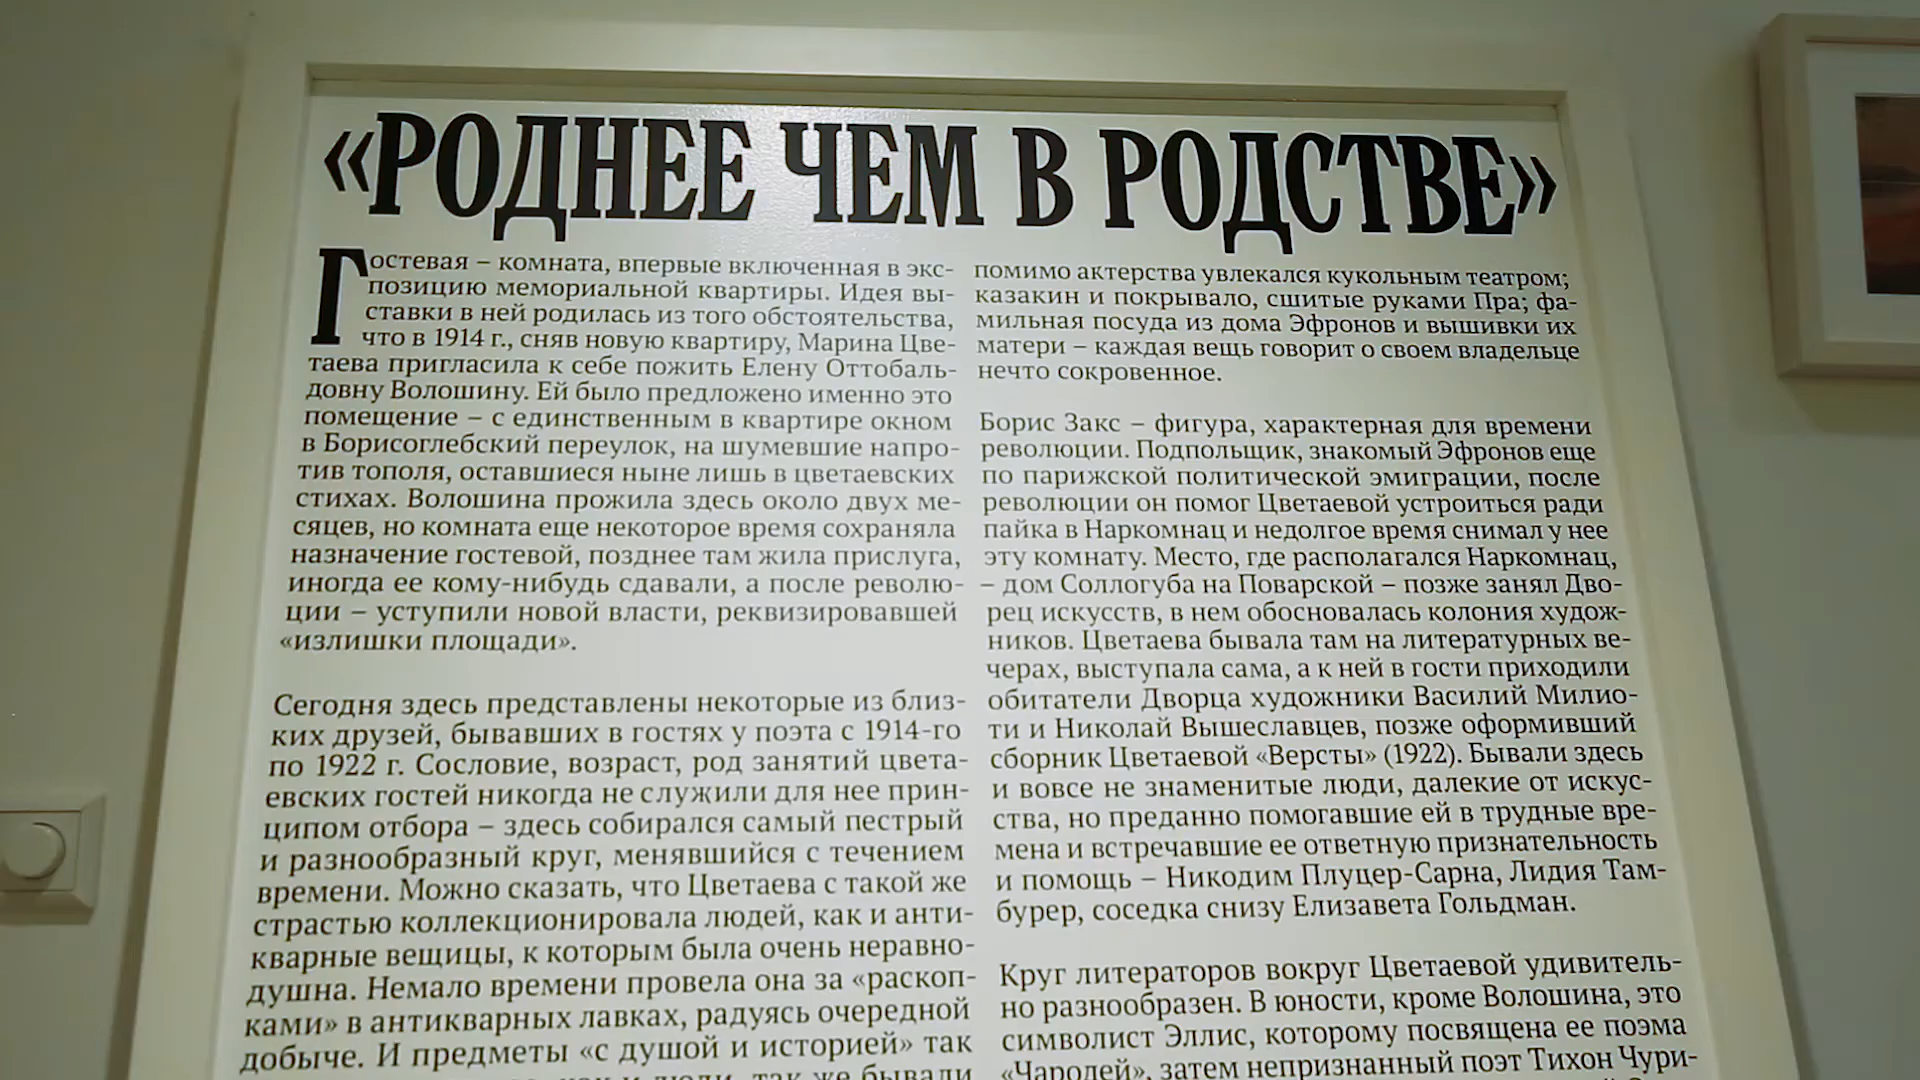 «РОДНЕЕ ЧЕМ В РОДСТВЕ»
Гостевая – комната, впервые включенная в экс-
позицию мемориальной квартиры. Идея вы-
ставки в ней родилась из того обстоятельства,
что в 1914 г., сняв новую квартиру, Марина Цве-
таева пригласила к себе пожить Елену Оттобаль-
довну Волошину. Ей было предложено именно это
помещение – с единственным в квартире окном
в Борисоглебский переулок, на шумевшие напро-
тив тополя, оставшиеся ныне лишь в цветаевских
стихах. Волошина прожила здесь около двух ме-
сяцев, но комната еще некоторое время сохраняла
назначение гостевой, позднее там жила прислуга,
иногда ее кому-нибудь сдавали, а после револю-
ции – уступили новой власти, реквизировавшей
«излишки площади».
Сегодня здесь представлены некоторые из близ-
ких друзей, бывавших в гостях у поэта с 1914-го
по 1922 г. Сословие, возраст, род занятий цвета-
евских гостей никогда не служили для нее прин-
ципом отбора – здесь собирался самый пестрый
и разнообразный круг, менявшийся с течением
времени. Можно сказать, что Цветаева с такой же
страстью коллекционировала людей, как и анти-
кварные вещицы, к которым была очень неравно-
душна. Немало времени провела она за «раскоп-
ками» в антикварных лавках, радуясь очередной
добыче. И предметы «с душой и историей» так
как и люди, так же бывали
помимо актерства увлекался кукольным театром;
казакин и покрывало, сшитые руками Пра; фа-
мильная посуда из дома Эфронов и вышивки их
матери – каждая вещь говорит о своем владельце
нечто сокровенное.
Борис Закс – фигура, характерная для времени
революции. Подпольщик, знакомый Эфронов еще
по парижской политической эмиграции, после
революции он помог Цветаевой устроиться ради
пайка в Наркомнац и недолгое время снимал у нее
эту комнату. Место, где располагался Наркомнац,
– дом Соллогуба на Поварской – позже занял Дво-
рец искусств, в нем обосновалась колония худож-
ников. Цветаева бывала там на литературных ве-
черах, выступала сама, а к ней в гости приходили
обитатели Дворца художники Василий Милио-
ти и Николай Вышеславцев, позже оформивший
сборник Цветаевой «Версты» (1922). Бывали здесь
и вовсе не знаменитые люди, далекие от искус-
ства, но преданно помогавшие ей в трудные вре-
мена и встречавшие ее ответную признательность
и помощь – Никодим Плуцер-Сарна, Лидия Там-
бурер, соседка снизу Елизавета Гольдман.
Круг литераторов вокруг Цветаевой удивитель-
но разнообразен. В юности, кроме Волошина, это
символист Эллис, которому посвящена ее поэма
«Чародей», затем непризнанный поэт Тихон Чури-